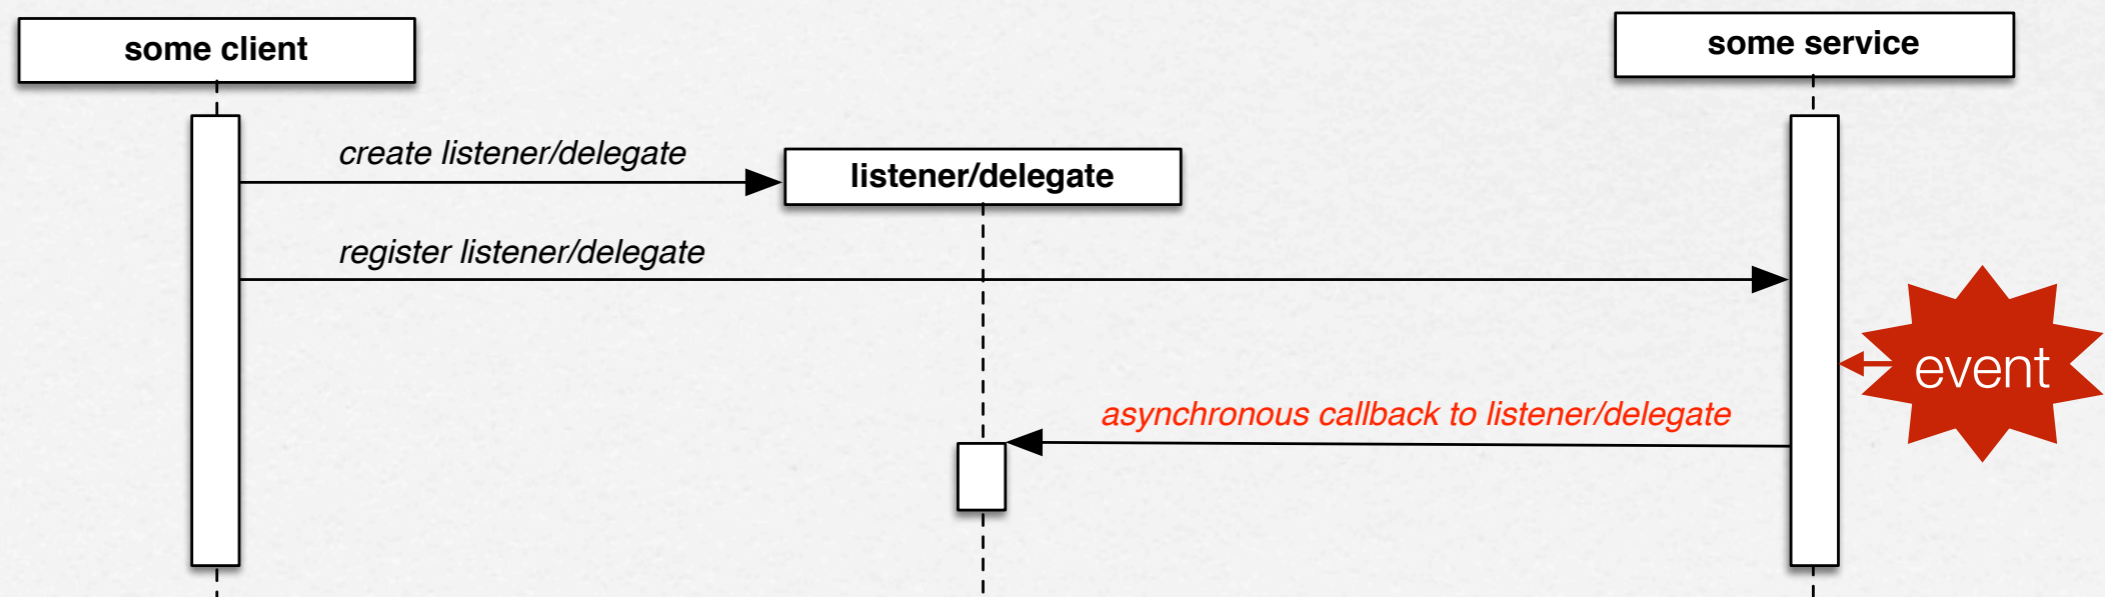 some client
some service
create listener/delegate
listener/delegate
register listener/delegate
event
asynchronous callback to listener/delegate